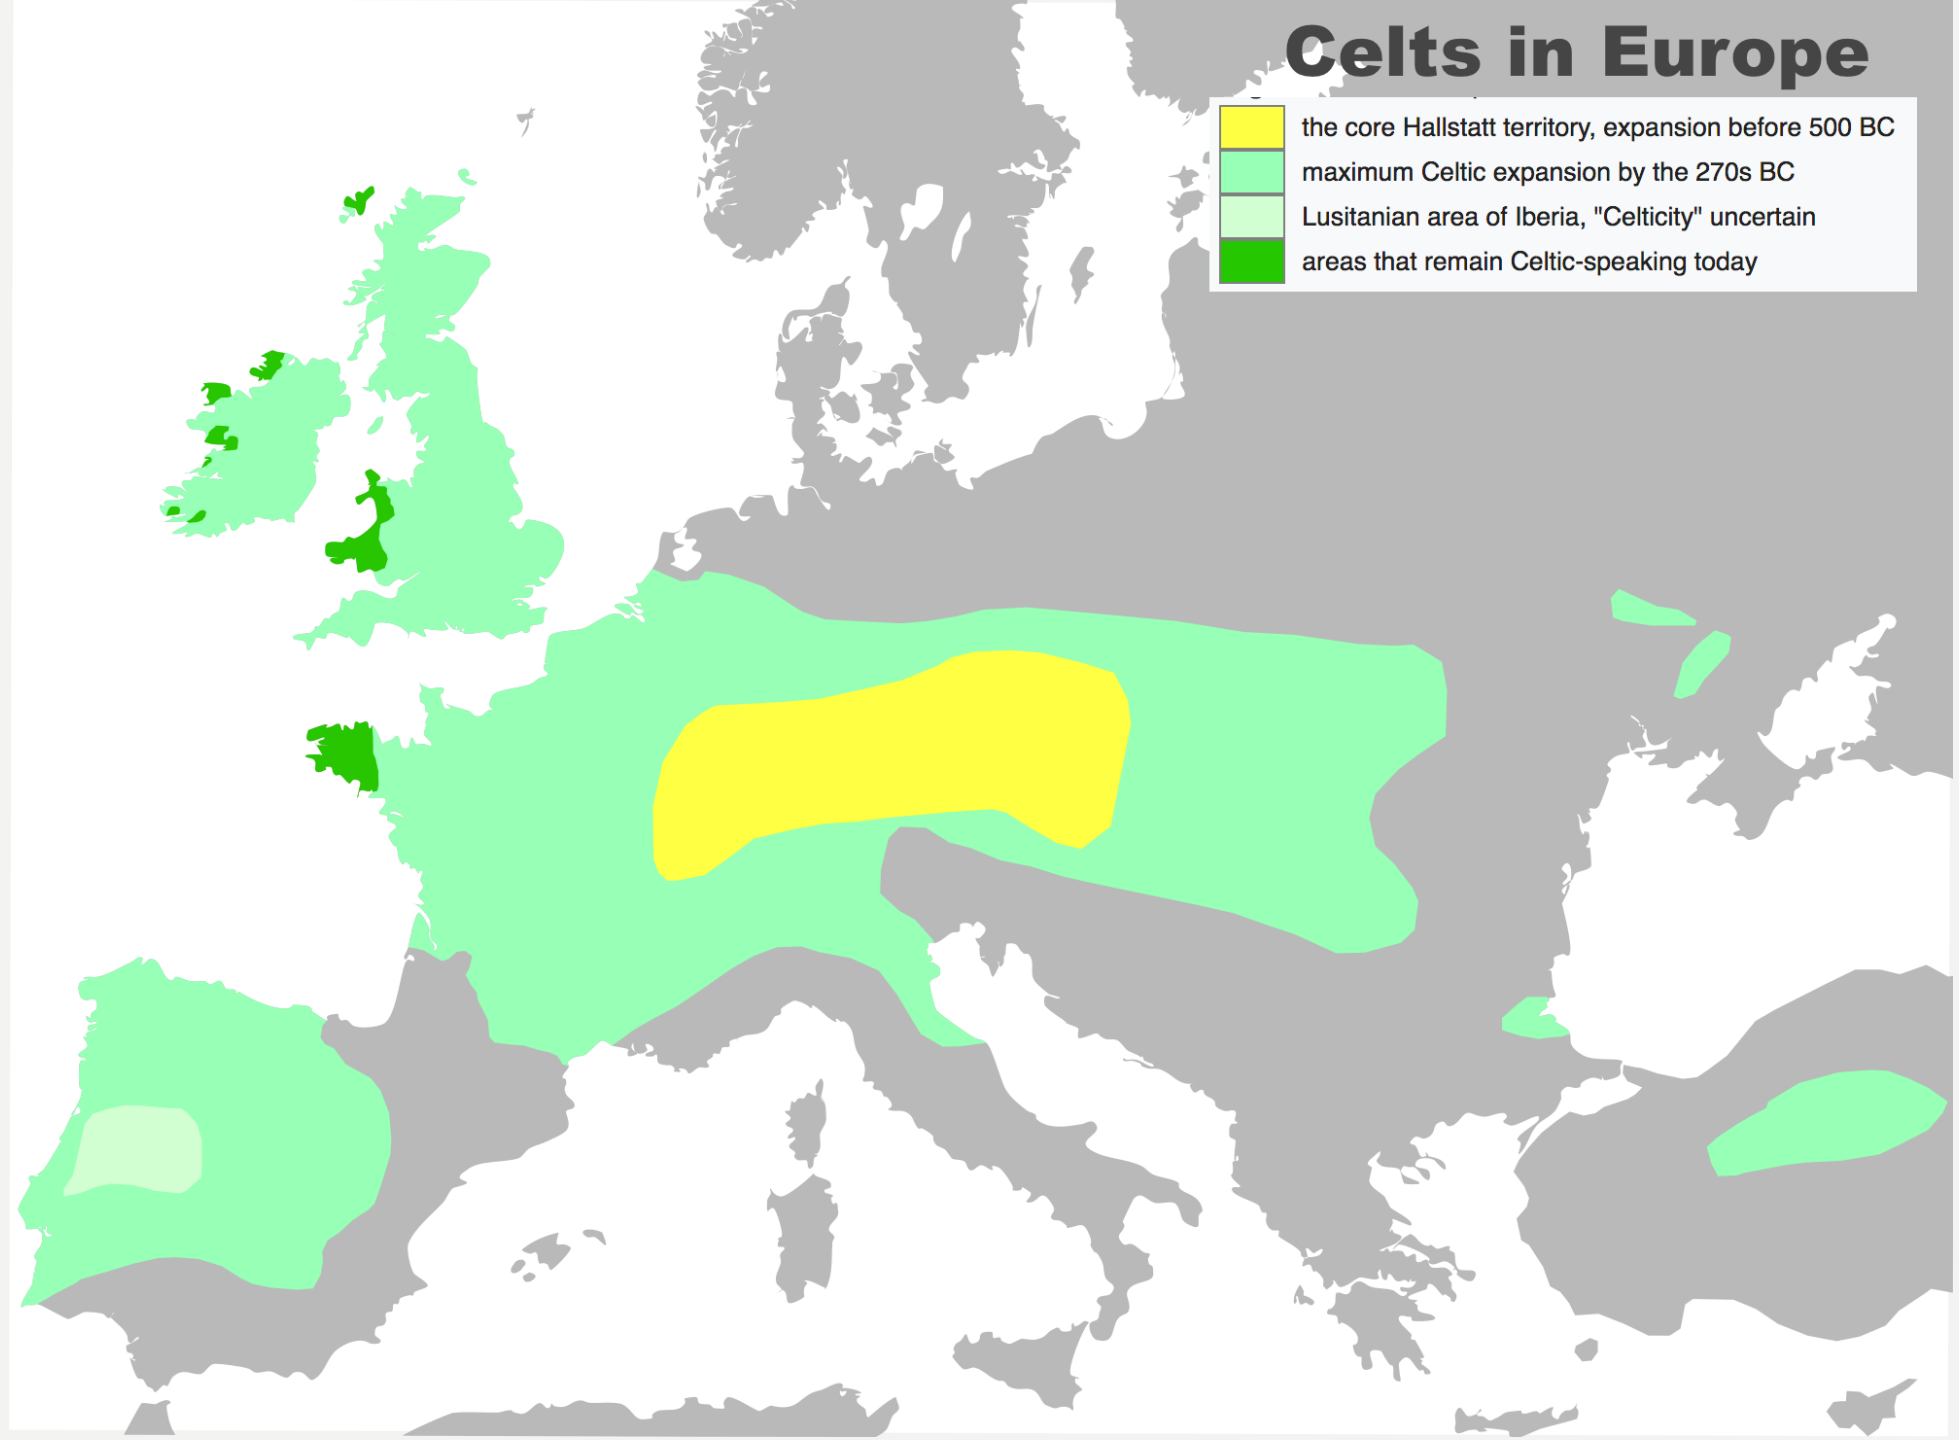 Celts in Europe
the core Hallstatt territory, expansion before 500 BC
maximum Celtic expansion by the 270s BC
Lusitanian area of Iberia, "Celticity" uncertain
areas that remain Celtic-speaking today